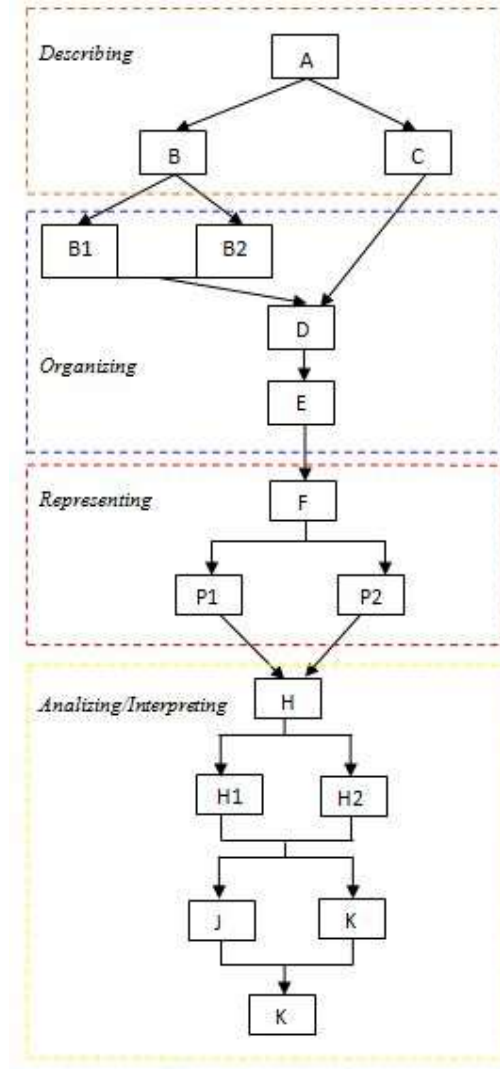 Describing
A
B
C
B1
B2
D
Organizing
E
Representing
F
P1
P2
H
Analizing/Interpreting
H1
H2
J
K
K